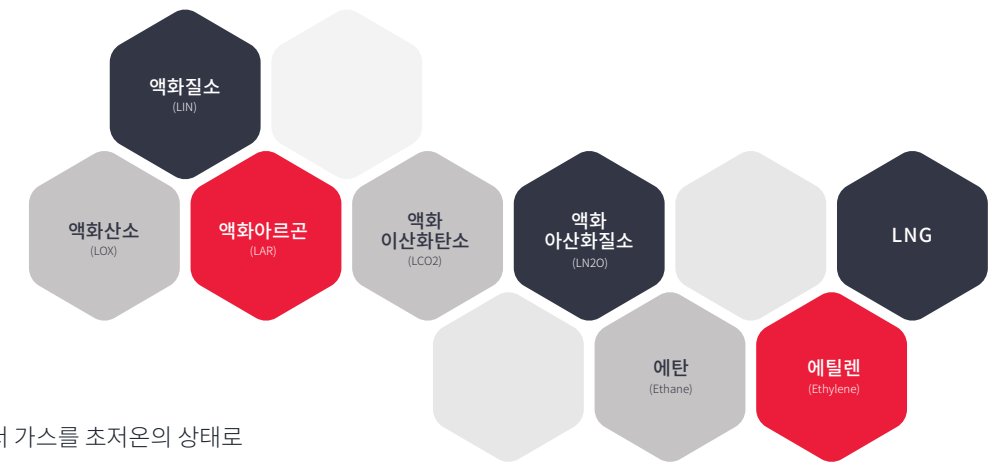 액화질소
(LIN)
액화산소
(LOX)
액화아르곤
(LAR)
액화
이산화탄소
(LCO2)
액화
아산화질소
(LN2O)
LNG
에탄
(Ethane)
에틸렌
(Ethylene)
가스를 초저온의 상태로